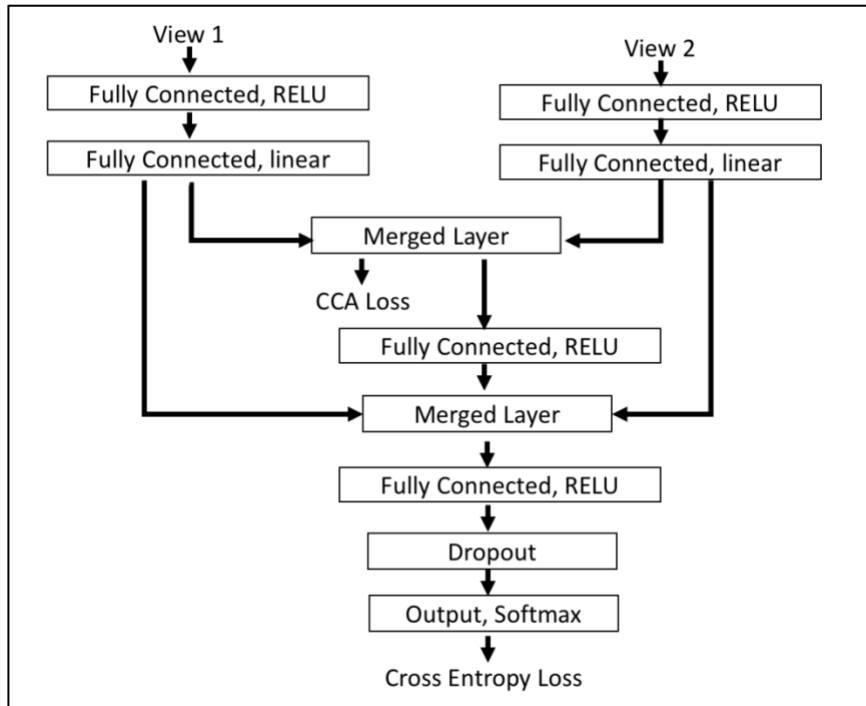 View 1
View 2
Fully Connected, RELU
Fully Connected, RELU
Fully Connected, linear
Fully Connected, linear
Merged Layer
CCA Loss
Fully Connected, RELU
Merged Layer
Fully Connected, RELU
Dropout
Output, Softmax
Cross Entropy Loss